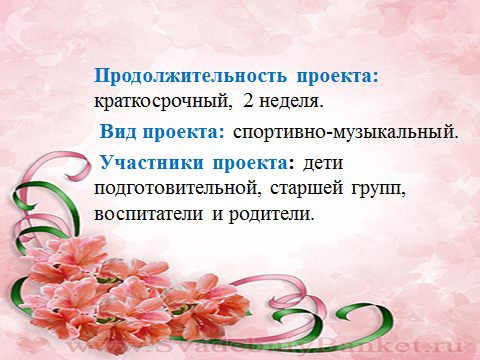 Продолжительность проекта:
краткосрочный, 2 неделя.
Вид проекта: спортивно-музыкальный.
Участники проекта: дети
подготовительной, старшей групп,
воспитатели и родители.
www.SvadebnyBanket.ru